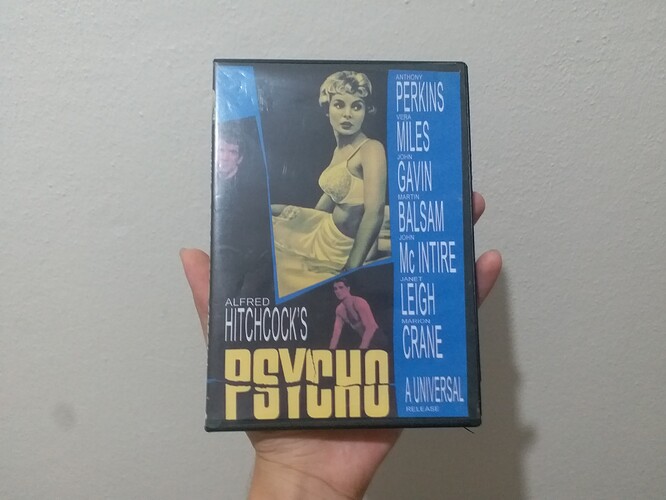 ALFRED
HITCHCOCK'S
PSYCHO
ANTHONY
PERKINS
VERA
MILES
JOHN
GAVIN
MARTIN
BALSAM
JOHN
Mc INTIRE
JANET
LEIGH
MARION
CRANE
A UNIVERSAL
RELEASE